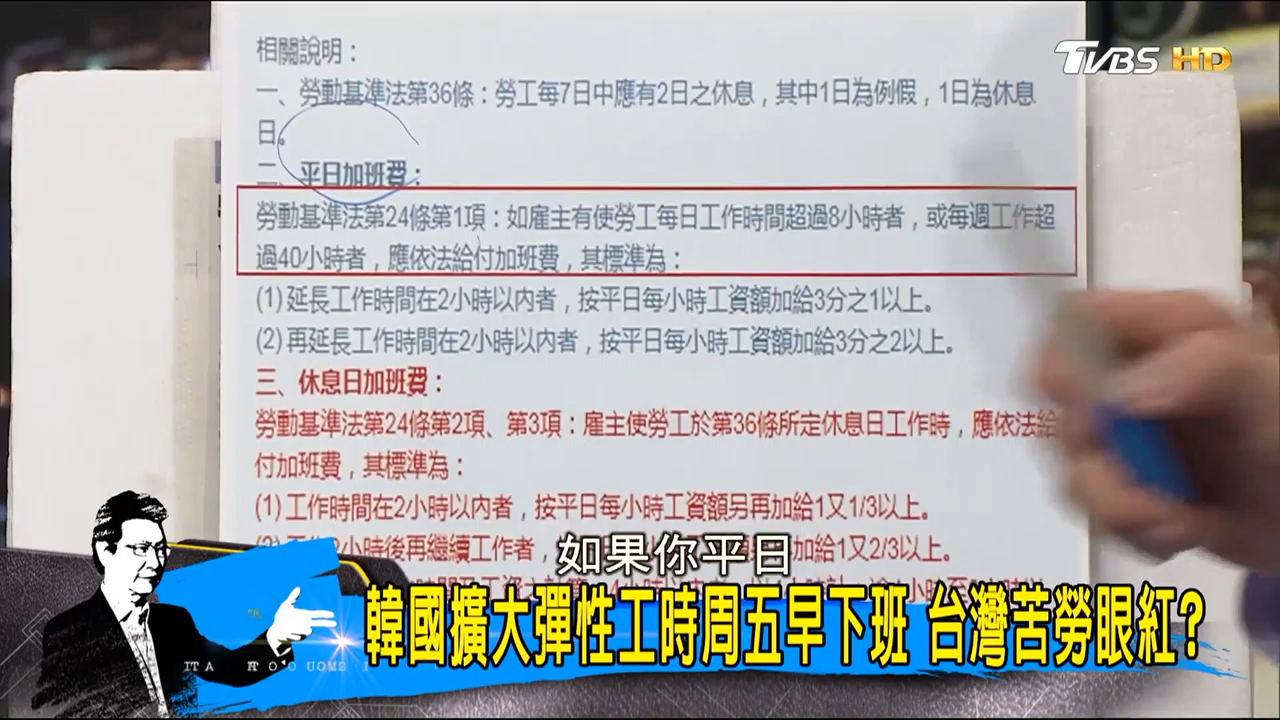 TVBS HD
相關說明：
一、勞動基準法第36條：勞工每7日中應有2日之休息，其中1日為例假，1日為休息
日。
二、平日加班費：
勞動基準法第24條第1項：如雇主有使勞工每日工作時間超過8小時者，或每週工作超
過40小時者，應依法給付加班費，其標準為：
(1) 延長工作時間在2小時以內者，按平日每小時工資額加給3分之1以上。
(2) 再延長工作時間在2小時以內者，按平日每小時工資額加給3分之2以上。
三、休息日加班費：
勞動基準法第24條第2項、第3項：雇主使勞工於第36條所定休息日工作時，應依法給
付加班費，其標準為：
(1) 工作時間在2小時以內者，按平日每小時工資額另再加給1又1/3以上。
小時後再繼續工作者，加給1又2/3以上。
如果你平日
韓國擴大彈性工時周五早下班 台灣苦勞眼紅?